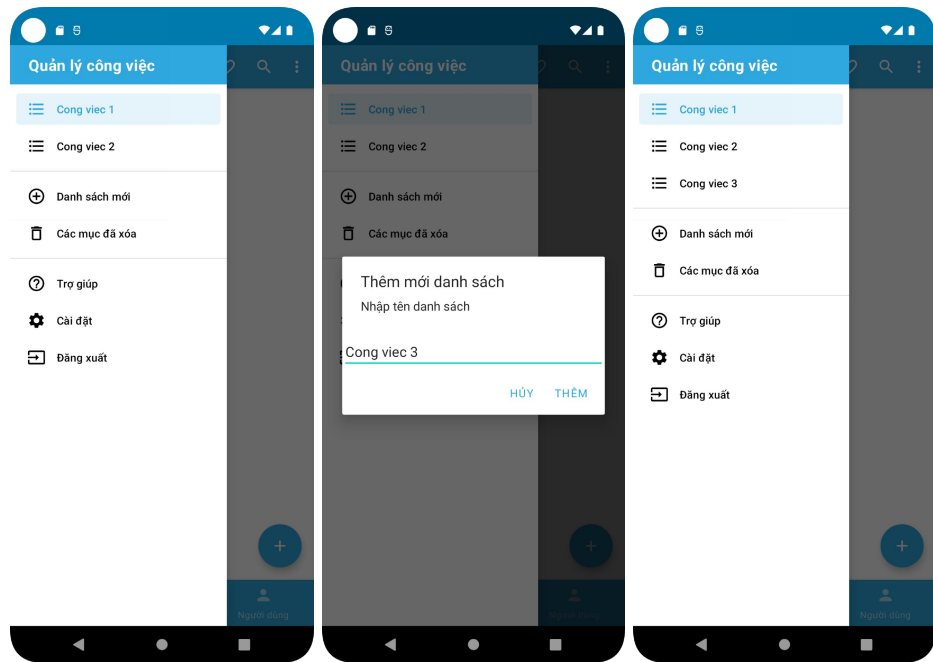 Quản lý công việc
Cong viec 1
Cong viec 2
Danh sách mới
Các mục đã xóa
Trợ giúp
Cài đặt
Đăng xuất
Người dùng
Quản lý công việc
Cong viec 1
Cong viec 2
Danh sách mới
Các mục đã xóa
Thêm mới danh sách
Nhập tên danh sách
Cong viec 3
HỦY THÊM
Người dùng
Quản lý công việc
Cong viec 1
Cong viec 2
Cong viec 3
Danh sách mới
Các mục đã xóa
Trợ giúp
Cài đặt
Đăng xuất
Người dùng